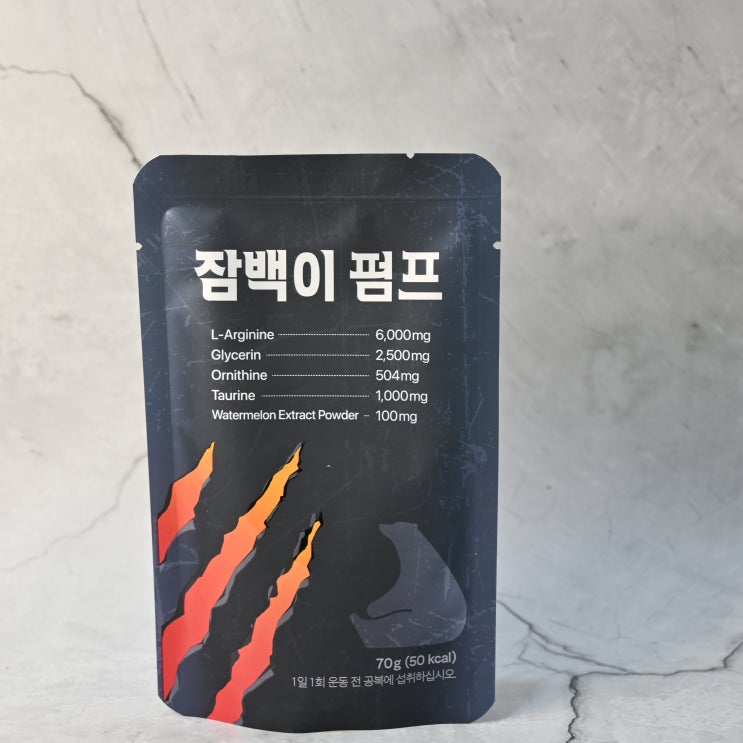 잠백이 펌프
L-Arginine 6,000mg
Glycerin 2,500mg
Ornithine 504mg
Taurine 1,000mg
Watermelon Extract Powder 100mg
70g (50 kcal)
1일 1회 운동 전 공복에 섭취하십시오